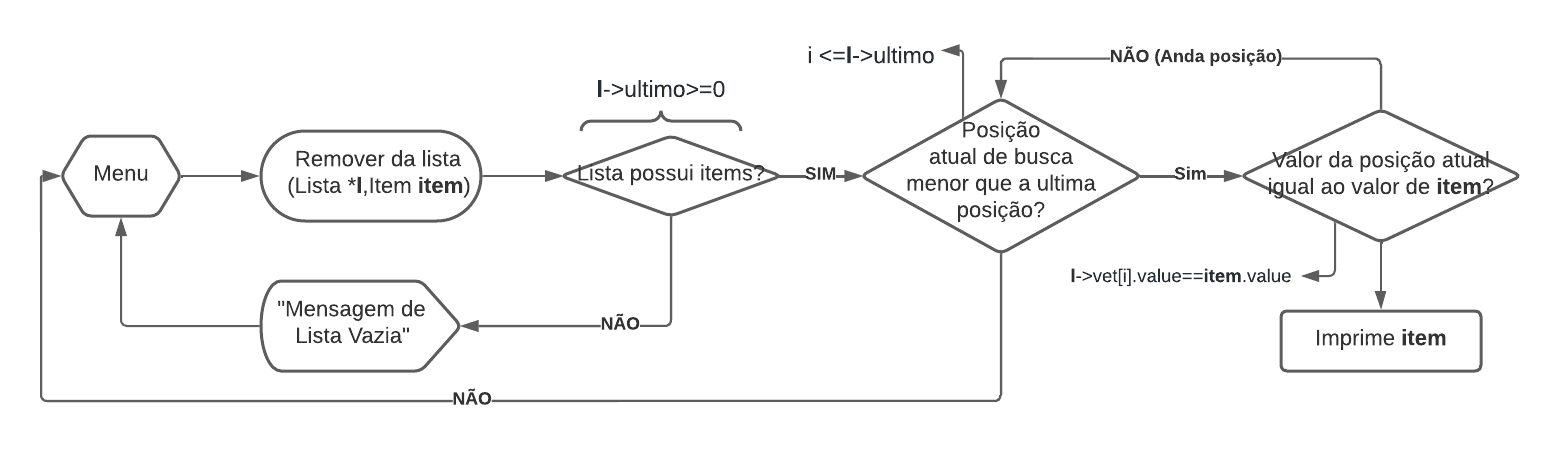 i <=l->ultimo
NÃO (Anda posição)
l->ultimo>=0
Menu
Remover da lista
(Lista *l,Item item)
Lista possui items?
SIM
Posição
atual de busca
menor que a ultima
posição?
Sim
Valor da posição atual
igual ao valor de item?
l->vet[i].value==item.value
"Mensagem de
Lista Vazia"
NÃO
Imprime item
NÃO